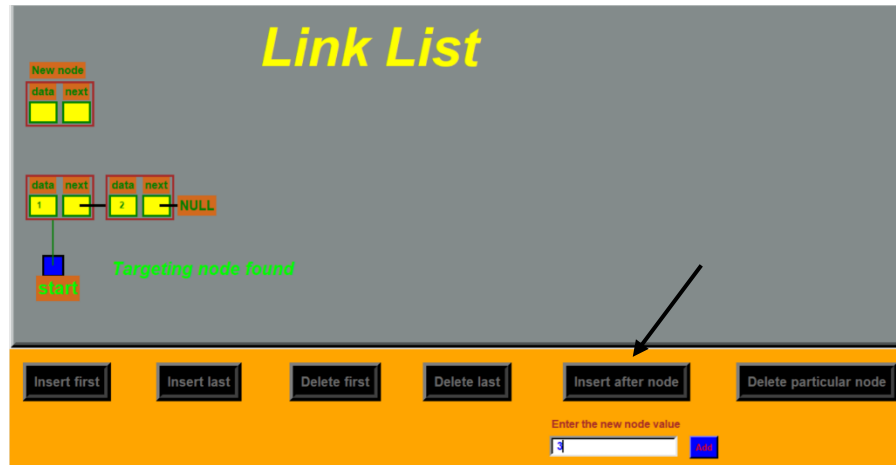 Link List
New node
data next
data next data next
1 2 NULL
Targeting node found
start
Insert first Insert last Delete first Delete last Insert after node Delete particular node
Enter the new node value
3 Add